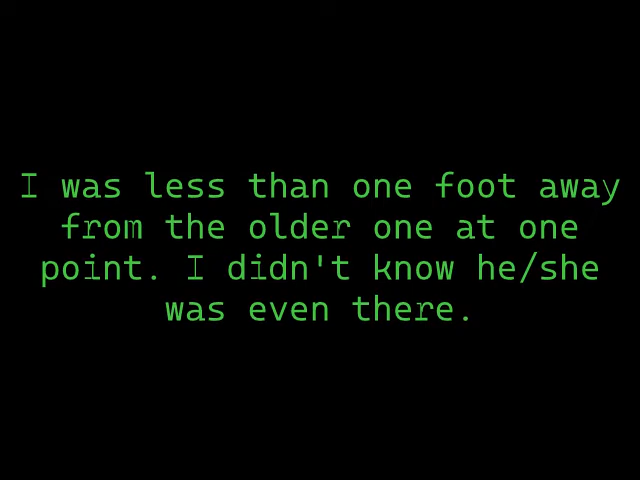 I was less than one foot away
from the older one at one
point. I didn't know he/she
was even there.